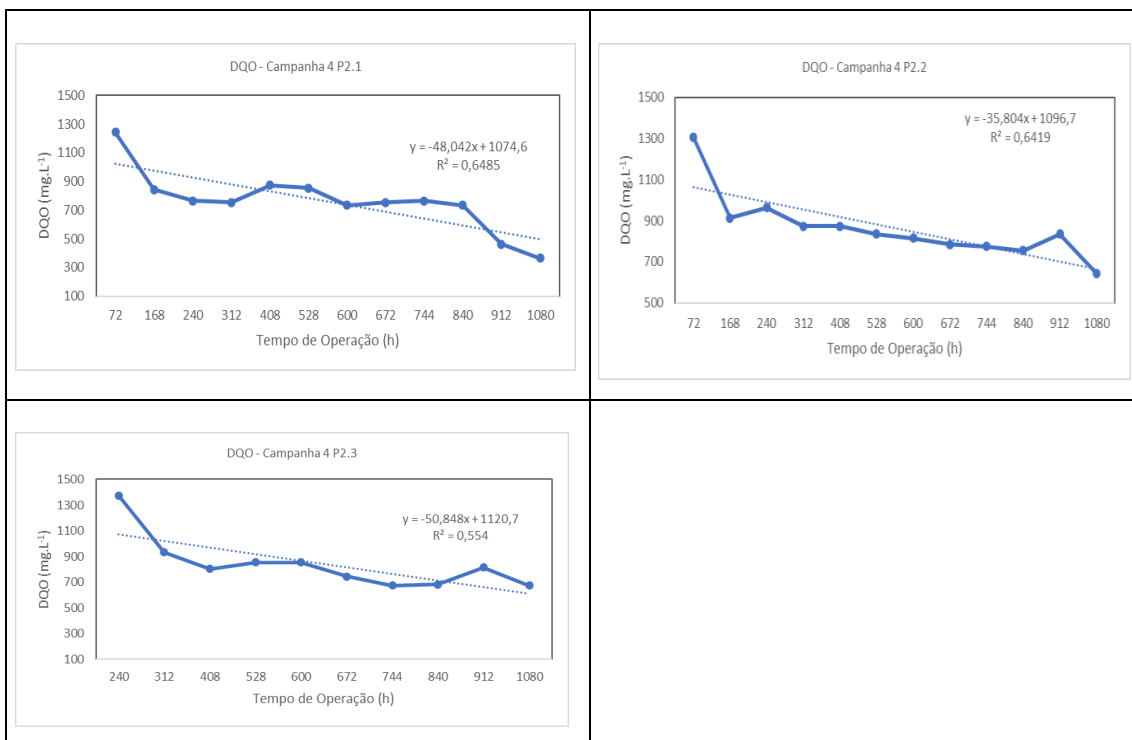 DQO - Campanha 4 P2.1
1500
1300
1100
900
700
500
300
100
DQO (mg.L⁻¹)
y = -48,042x + 1074,6
R² = 0,6485
72 168 240 312 408 528 600 672 744 840 912 1080
Tempo de Operação (h)
DQO - Campanha 4 P2.2
1500
1300
1100
900
700
500
DQO (mg.L⁻¹)
y = -35,804x + 1096,7
R² = 0,6419
72 168 240 312 408 528 600 672 744 840 912 1080
Tempo de Operação (h)
DQO - Campanha 4 P2.3
1500
1300
1100
900
700
500
300
100
DQO (mg.L⁻¹)
y = -50,848x + 1120,7
R² = 0,554
240 312 408 528 600 672 744 840 912 1080
Tempo de Operação (h)